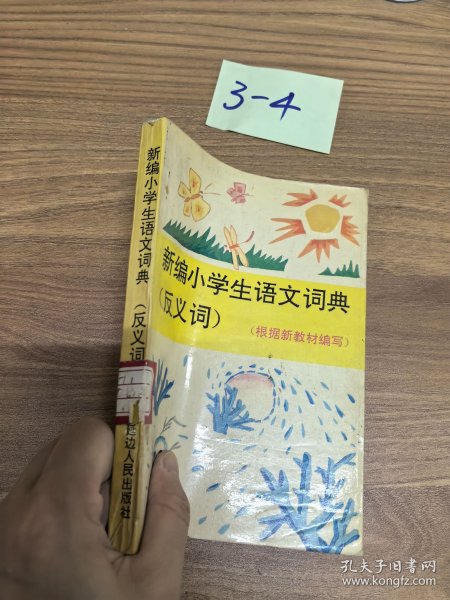 3-4
新编小学生语文词典
（反义词）
（根据新教材编写）
新编小学生语文词典（反义词
延边人民出版社
孔夫子旧书网
www.kongfz.com